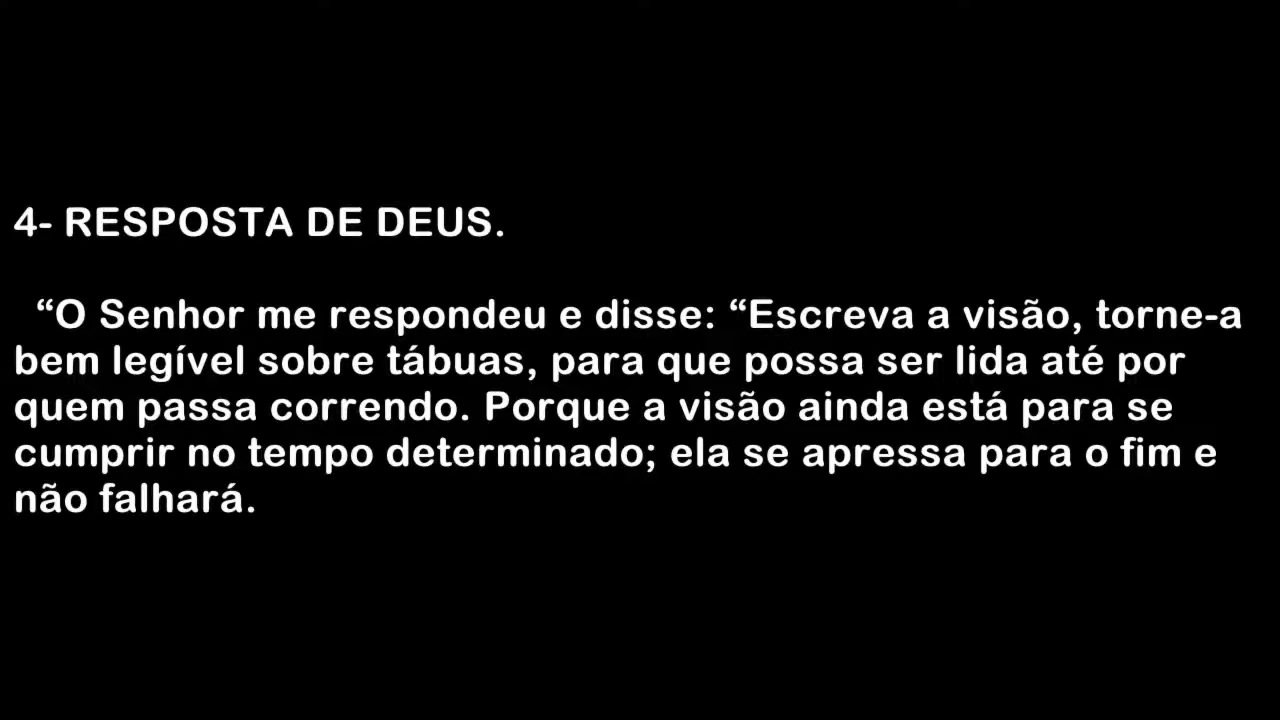 4- RESPOSTA DE DEUS.
“O Senhor me respondeu e disse: “Escreva a visão, torne-a
bem legível sobre tábuas, para que possa ser lida até por
quem passa correndo. Porque a visão ainda está para se
cumprir no tempo determinado; ela se apressa para o fim e
não falhará.